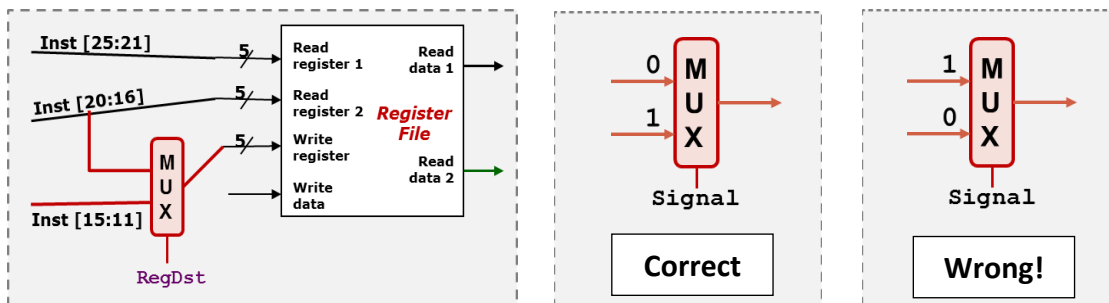 Inst [25:21]
5
Read
register 1
Read
data 1
Inst [20:16]
5
Read
register 2
Register
File
5
Write
register
M
U
X
Read
data 2
Write
data
Inst [15:11]
RegDst
0
1
M
U
X
Signal
Correct
1
0
M
U
X
Signal
Wrong!